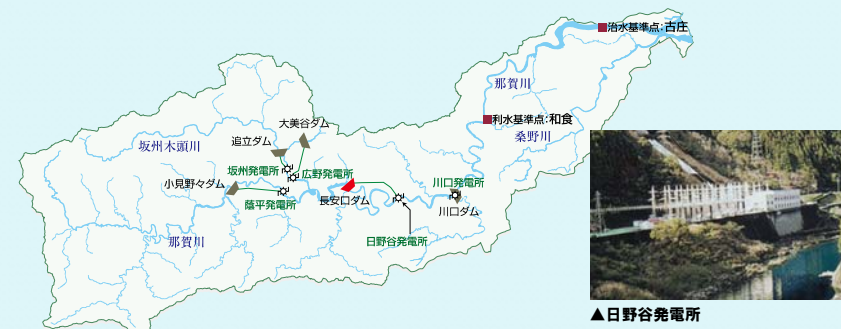 治水基準点：古庄
那賀川
利水基準点：和食
桑野川
大美谷ダム
追立ダム
坂州木頭川
坂州発電所
広野発電所
小見野々ダム
蔭平発電所
長安口ダム
川口発電所
川口ダム
那賀川
日野谷発電所
▲日野谷発電所